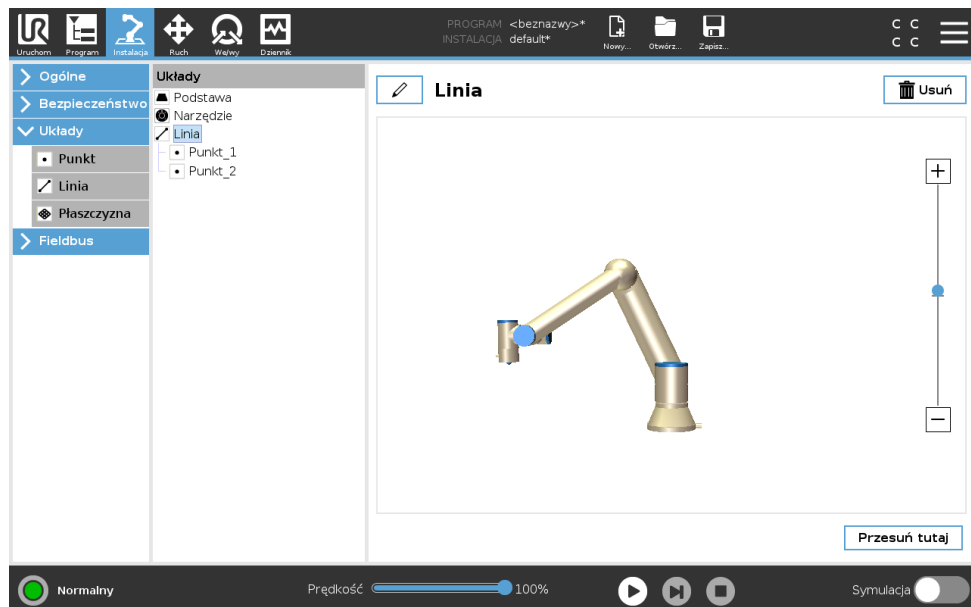 PROGRAM <beznazwy>*
INSTALACJA default*
UR
Uruchom Program Instalacja Ruch We/wy Dziennik Nowy... Otwórz... Zapisz...
C C
C C
Ogólne
Bezpieczeństwo
Układy
Punkt
Linia
Płaszczyzna
Fieldbus
Układy
Podstawa
Narzędzie
Linia
Punkt_1
Punkt_2
Linia
Usuń
Przesuń tutaj
Normalny Prędkość 100% Symulacja